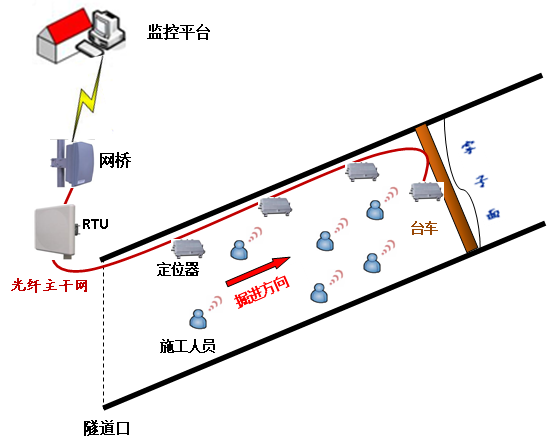 监控平台
网桥
RTU
光纤主干网
定位器
掘进方向
施工人员
台车
字子面
隧道口